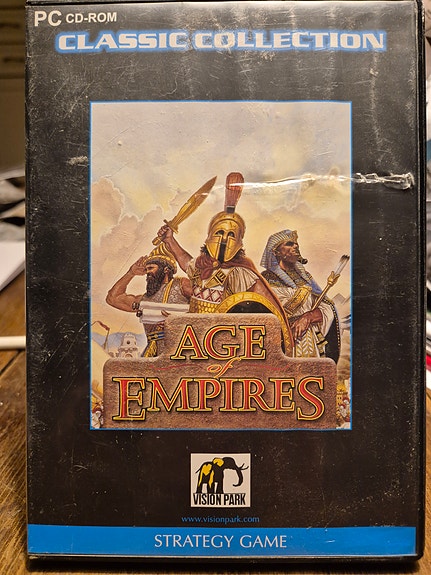 PC CD-ROM
CLASSIC COLLECTION
AGE
of
EMPIRES
VISION PARK
www.visionpark.com
STRATEGY GAME